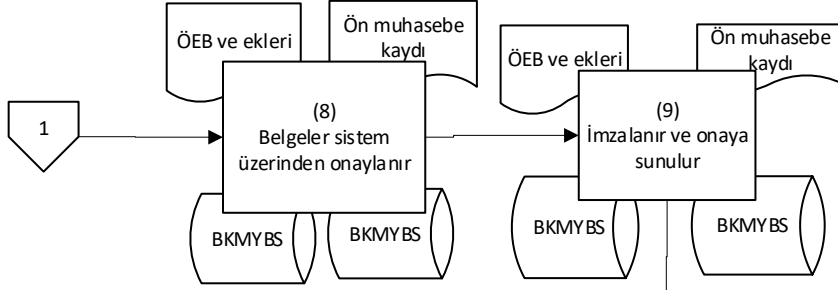 ÖEB ve ekleri
Ön muhasebe
kaydı
1
(8)
Belgeler sistem
üzerinden onaylanır
BKMYBS
BKMYBS
ÖEB ve ekleri
Ön muhasebe
kaydı
(9)
İmzalanır ve onaya
sunulur
BKMYBS
BKMYBS